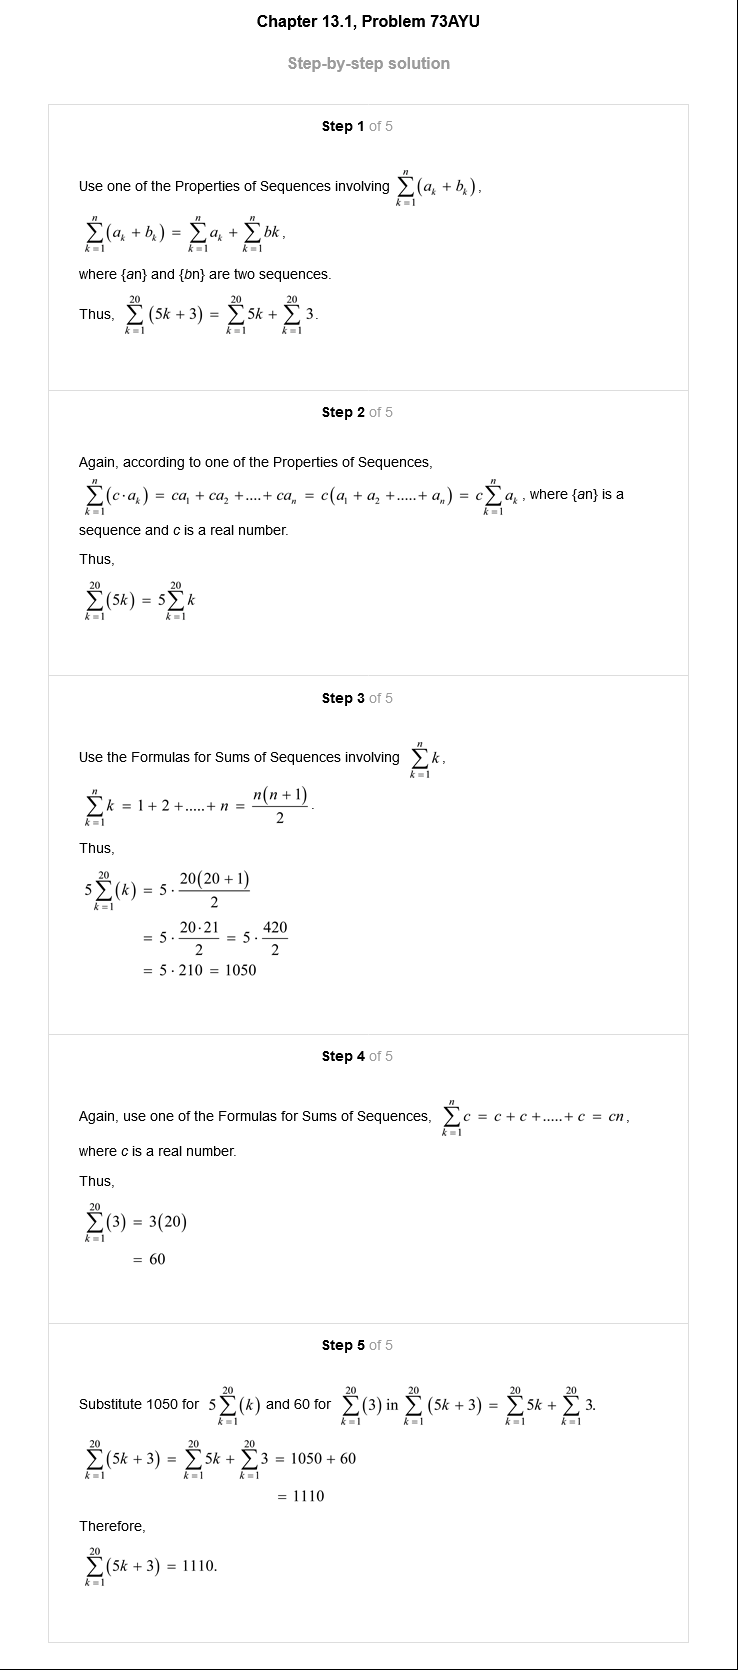 Chapter 13.1, Problem 73AYU
Step-by-step solution
Step 1 of 5
Use one of the Properties of Sequences involving $\sum_{k=1}^{n}(a_k + b_k)$,
$\sum_{k=1}^{n}(a_k + b_k) = \sum_{k=1}^{n} a_k + \sum_{k=1}^{n} bk$,
where {an} and {bn} are two sequences.
Thus, $\sum_{k=1}^{20}(5k + 3) = \sum_{k=1}^{20} 5k + \sum_{k=1}^{20} 3$.
Step 2 of 5
Again, according to one of the Properties of Sequences,
$\sum_{k=1}^{n}(c \cdot a_k) = ca_1 + ca_2 + .... + ca_n = c(a_1 + a_2 + ..... + a_n) = c\sum_{k=1}^{n} a_k$, where {an} is a
sequence and c is a real number.
Thus,
$\sum_{k=1}^{20}(5k) = 5\sum_{k=1}^{20} k$
Step 3 of 5
Use the Formulas for Sums of Sequences involving $\sum_{k=1}^{n} k$,
$\sum_{k=1}^{n} k = 1 + 2 + ..... + n = \frac{n(n+1)}{2}$.
Thus,
$5\sum_{k=1}^{20}(k) = 5 \cdot \frac{20(20+1)}{2}$
$= 5 \cdot \frac{20 \cdot 21}{2} = 5 \cdot \frac{420}{2}$
$= 5 \cdot 210 = 1050$
Step 4 of 5
Again, use one of the Formulas for Sums of Sequences, $\sum_{k=1}^{n} c = c + c + ..... + c = cn$,
where c is a real number.
Thus,
$\sum_{k=1}^{20}(3) = 3(20)$
$= 60$
Step 5 of 5
Substitute 1050 for $5\sum_{k=1}^{20}(k)$ and 60 for $\sum_{k=1}^{20}(3)$ in $\sum_{k=1}^{20}(5k + 3) = \sum_{k=1}^{20} 5k + \sum_{k=1}^{20} 3$.
$\sum_{k=1}^{20}(5k + 3) = \sum_{k=1}^{20} 5k + \sum_{k=1}^{20} 3 = 1050 + 60$
$= 1110$
Therefore,
$\sum_{k=1}^{20}(5k + 3) = 1110.$